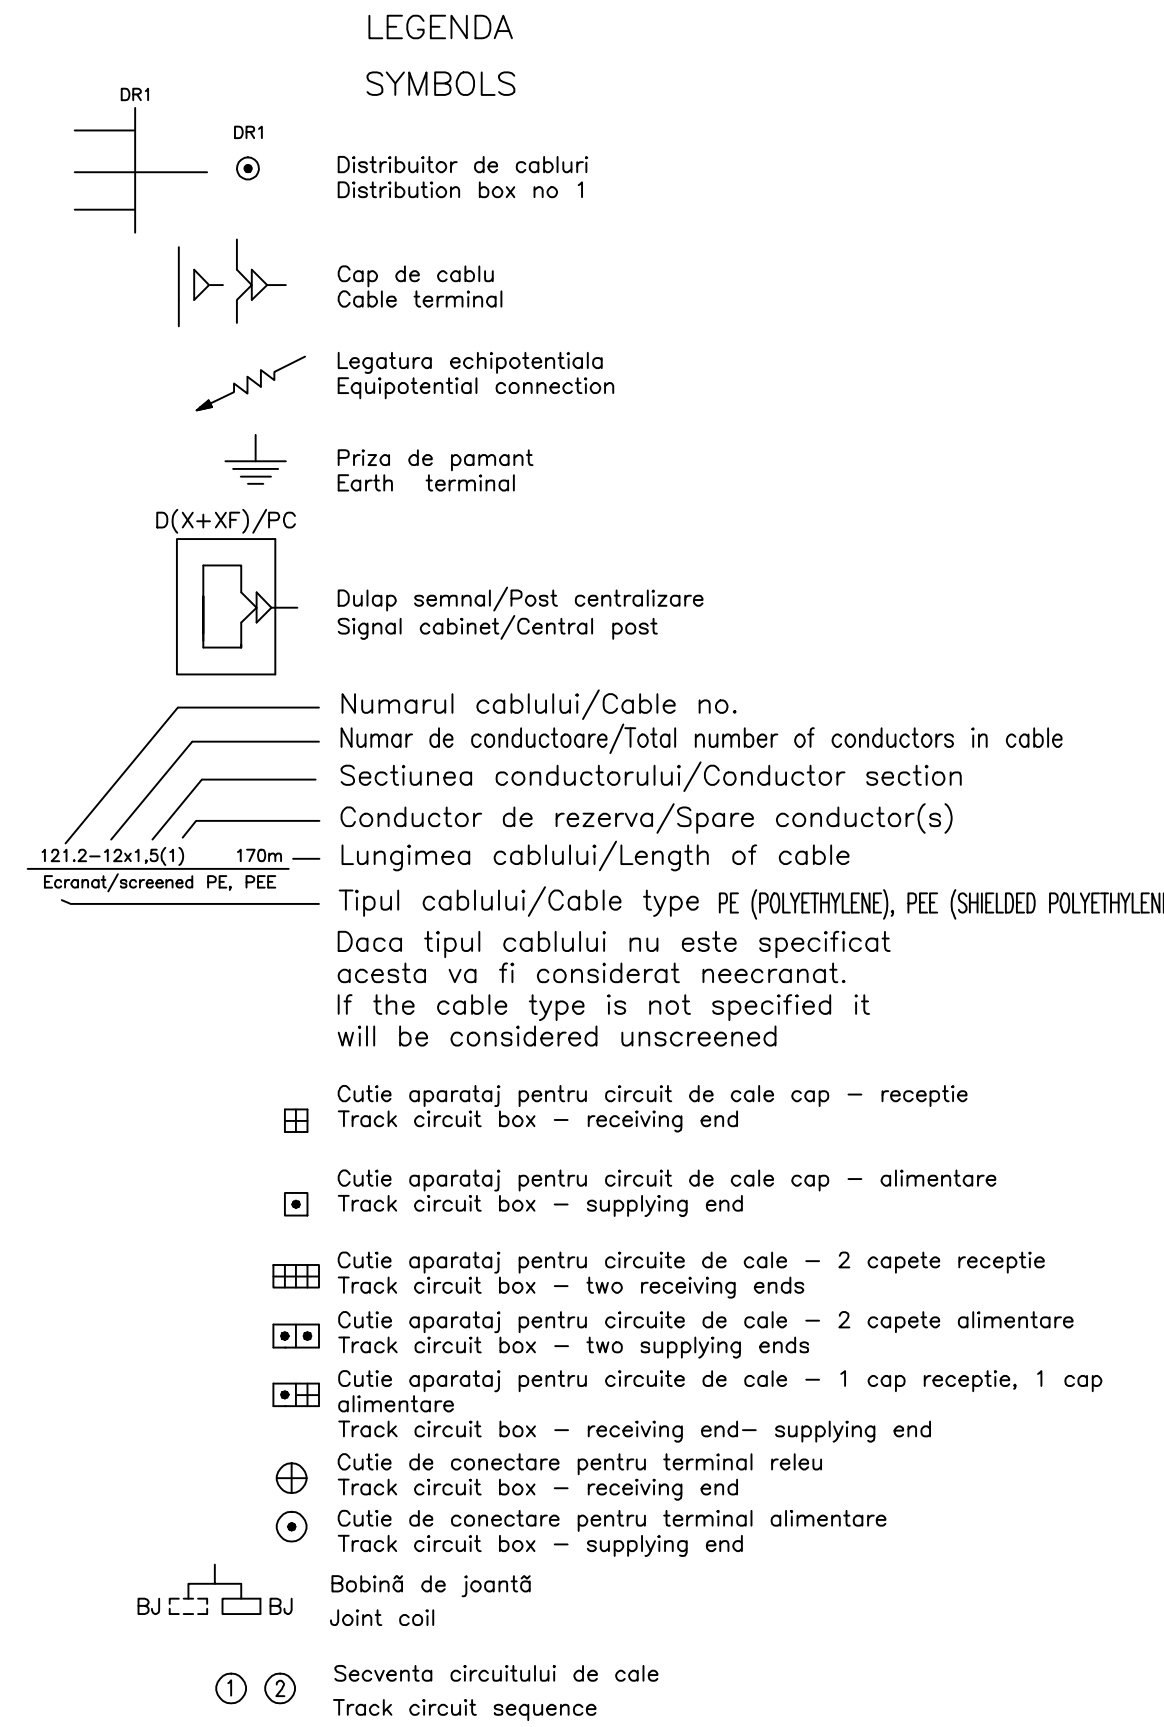 LEGENDA
SYMBOLS
DR1
DR1
Distribuitor de cabluri
Distribution box no 1
Cap de cablu
Cable terminal
Legatura echipotentiala
Equipotential connection
Priza de pamant
Earth terminal
D(X+XF)/PC
Dulap semnal/Post centralizare
Signal cabinet/Central post
Numarul cablului/Cable no.
Numar de conductoare/Total number of conductors in cable
Sectiunea conductorului/Conductor section
Conductor de rezerva/Spare conductor(s)
121.2-12x1,5(1) 170m
Lungimea cablului/Length of cable
Ecranat/screened PE, PEE
Tipul cablului/Cable type PE (POLYETHYLENE), PEE (SHIELDED POLYETHYLEN
Daca tipul cablului nu este specificat
acesta va fi considerat neecranat.
If the cable type is not specified it
will be considered unscreened
Cutie aparataj pentru circuit de cale cap – receptie
Track circuit box – receiving end
Cutie aparataj pentru circuit de cale cap – alimentare
Track circuit box – supplying end
Cutie aparataj pentru circuite de cale – 2 capete receptie
Track circuit box – two receiving ends
Cutie aparataj pentru circuite de cale – 2 capete alimentare
Track circuit box – two supplying ends
Cutie aparataj pentru circuite de cale – 1 cap receptie, 1 cap
alimentare
Track circuit box – receiving end– supplying end
Cutie de conectare pentru terminal releu
Track circuit box – receiving end
Cutie de conectare pentru terminal alimentare
Track circuit box – supplying end
Bobinã de joantã
BJ BJ
Joint coil
Secventa circuitului de cale
1 2
Track circuit sequence